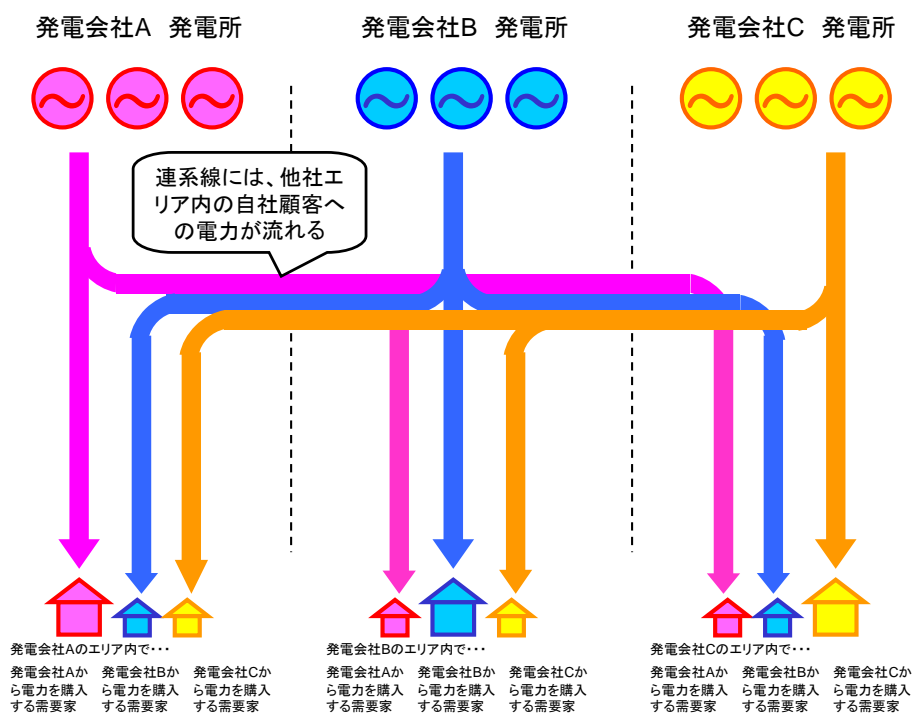 発電会社A 発電所
発電会社B 発電所
発電会社C 発電所
連系線には、他社エ
リア内の自社顧客へ
の電力が流れる
発電会社Aのエリア内で･･･
発電会社Aか
ら電力を購入
する需要家
発電会社Bか
ら電力を購入
する需要家
発電会社Cか
ら電力を購入
する需要家
発電会社Bのエリア内で･･･
発電会社Aか
ら電力を購入
する需要家
発電会社Bか
ら電力を購入
する需要家
発電会社Cか
ら電力を購入
する需要家
発電会社Cのエリア内で･･･
発電会社Aか
ら電力を購入
する需要家
発電会社Bか
ら電力を購入
する需要家
発電会社Cか
ら電力を購入
する需要家